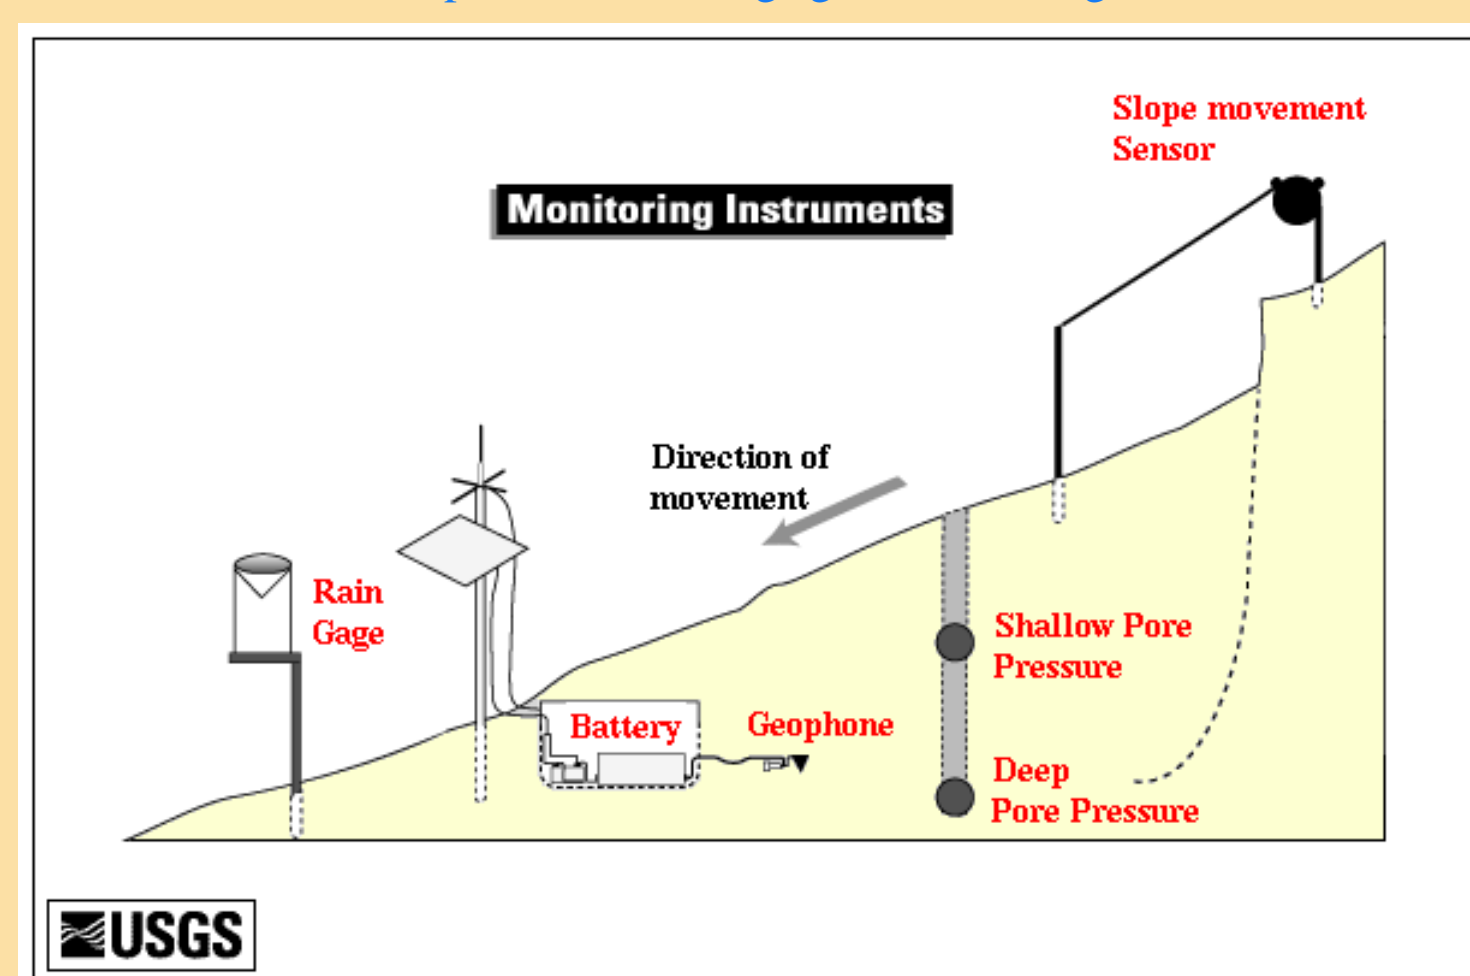 Slope movement
Sensor
Monitoring Instruments
Direction of
movement
Rain
Gage
Shallow Pore
Pressure
Battery
Geophone
Deep
Pore Pressure
USGS